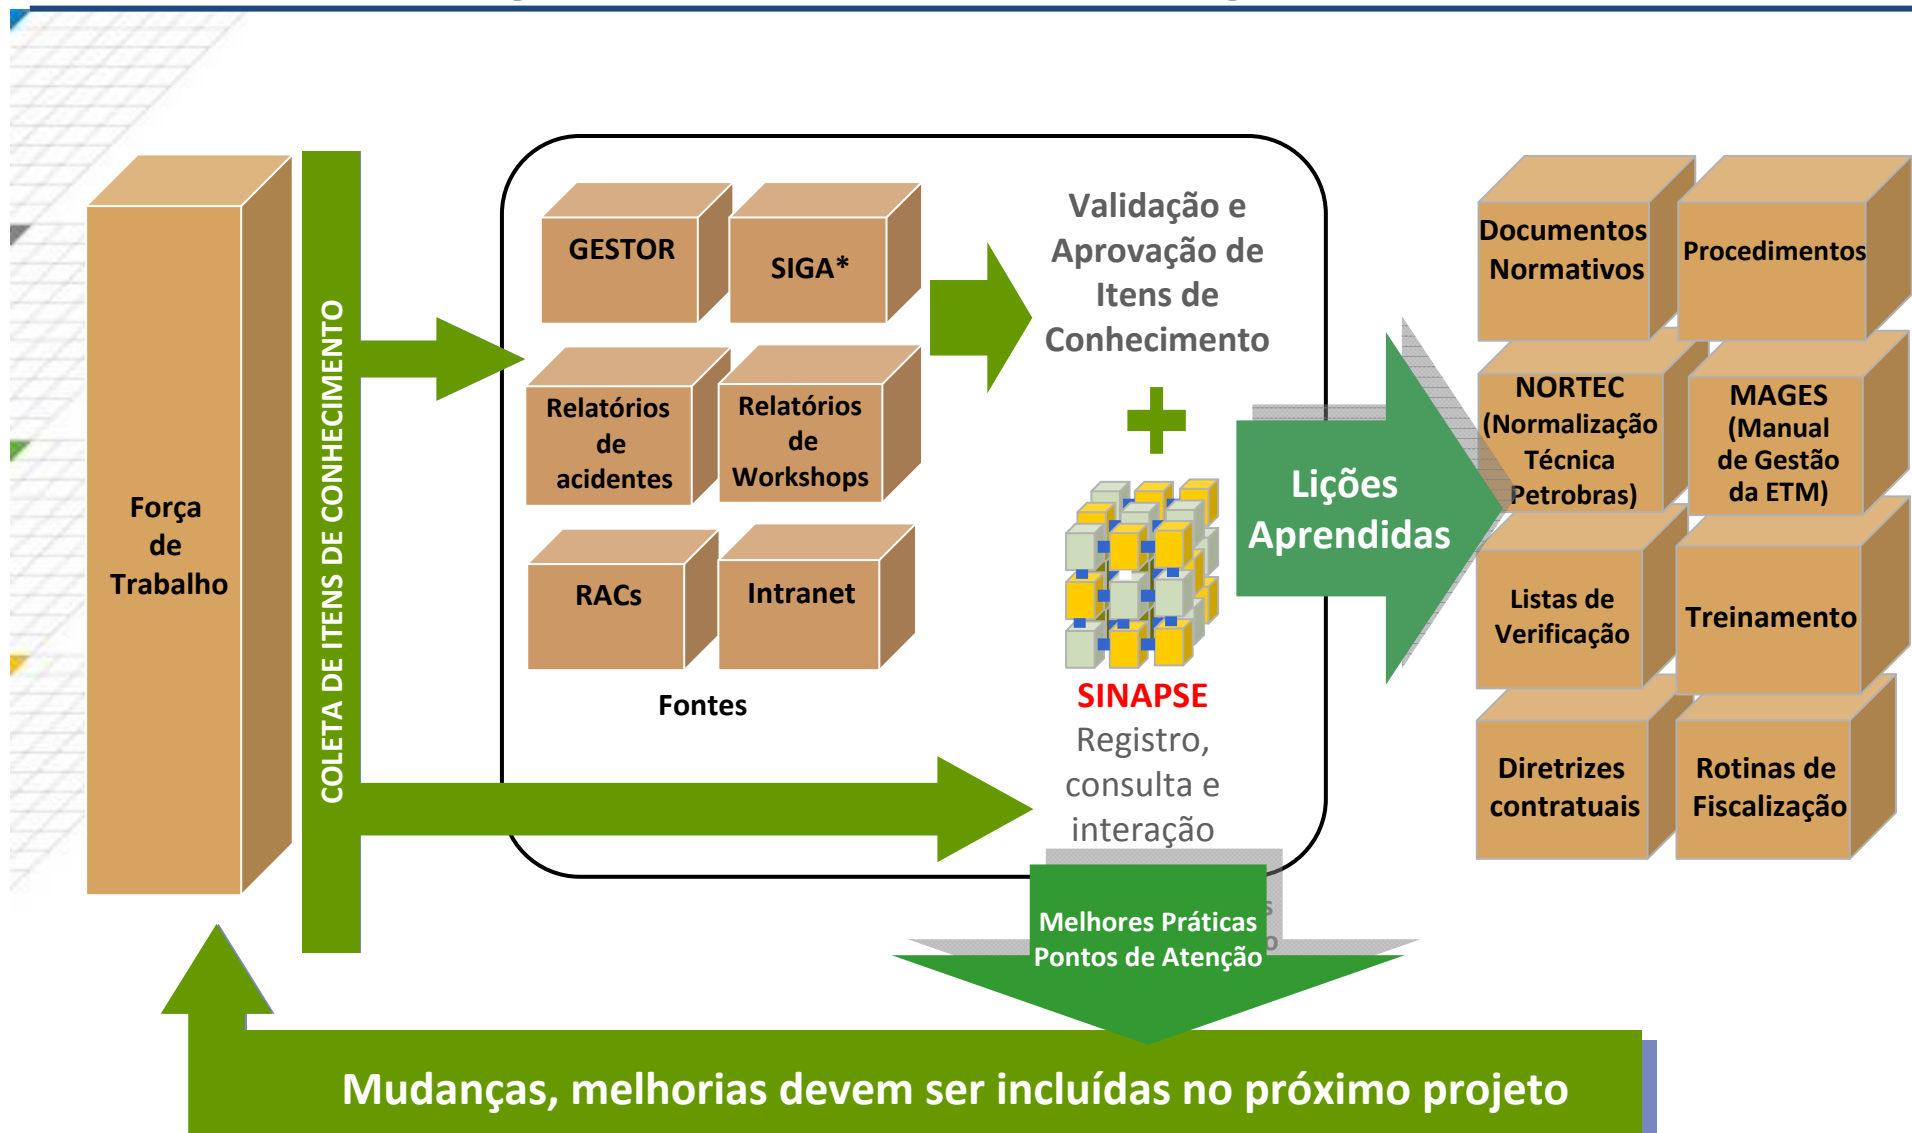 Força
de
Trabalho
COLETA DE ITENS DE CONHECIMENTO
GESTOR
SIGA*
Relatórios
de
acidentes
Relatórios
de
Workshops
RACs
Intranet
Fontes
Validação e
Aprovação de
Itens de
Conhecimento
SINAPSE
Registro,
consulta e
interação
Lições
Aprendidas
Melhores Práticas
Pontos de Atenção
Documentos
Normativos
Procedimentos
NORTEC
(Normalização
Técnica
Petrobras)
MAGES
(Manual
de Gestão
da ETM)
Listas de
Verificação
Treinamento
Diretrizes
contratuais
Rotinas de
Fiscalização
Mudanças, melhorias devem ser incluídas no próximo projeto